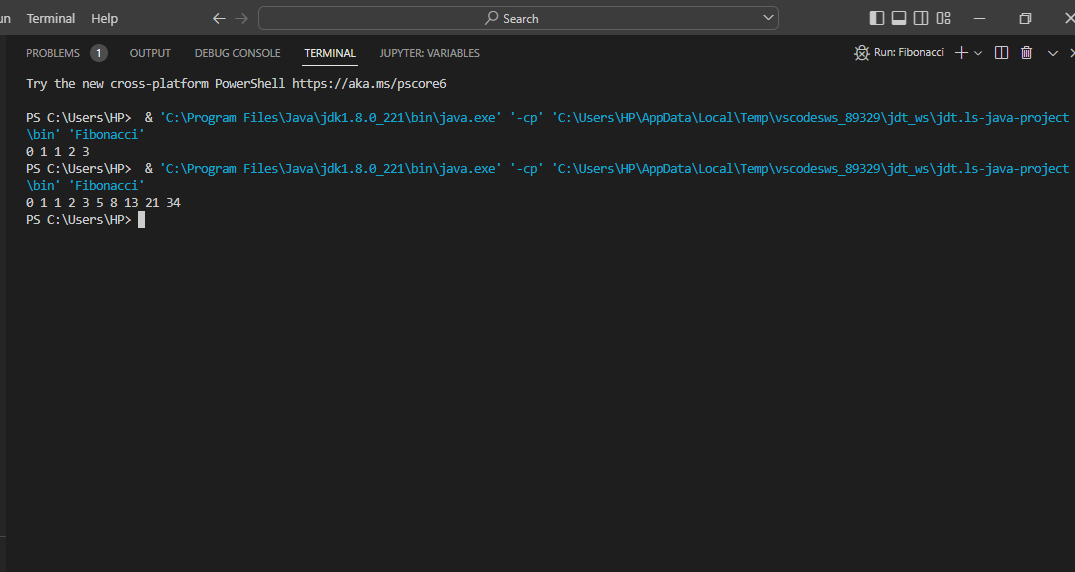 Terminal Help Search
PROBLEMS 1 OUTPUT DEBUG CONSOLE TERMINAL JUPYTER: VARIABLES Run: Fibonacci
Try the new cross-platform PowerShell https://aka.ms/pscore6
PS C:\Users\HP>  & 'C:\Program Files\Java\jdk1.8.0_221\bin\java.exe' '-cp' 'C:\Users\HP\AppData\Local\Temp\vscodesws_89329\jdt_ws\jdt.ls-java-project
\bin' 'Fibonacci'
0 1 1 2 3
PS C:\Users\HP>  & 'C:\Program Files\Java\jdk1.8.0_221\bin\java.exe' '-cp' 'C:\Users\HP\AppData\Local\Temp\vscodesws_89329\jdt_ws\jdt.ls-java-project
\bin' 'Fibonacci'
0 1 1 2 3 5 8 13 21 34
PS C:\Users\HP>